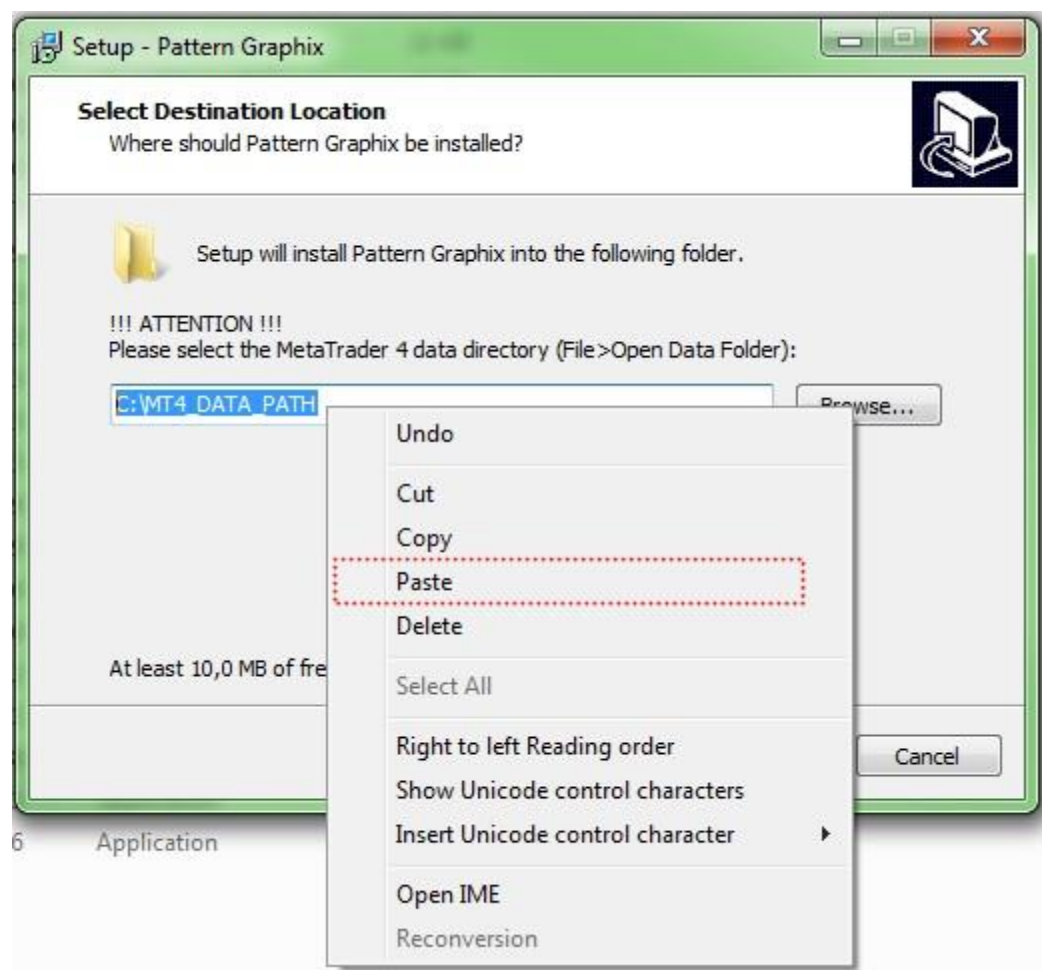 Setup - Pattern Graphix
Select Destination Location
Where should Pattern Graphix be installed?
Setup will install Pattern Graphix into the following folder.
!!! ATTENTION !!!
Please select the MetaTrader 4 data directory (File>Open Data Folder):
C:\MT4_DATA_PATH
Browse...
Undo
Cut
Copy
Paste
Delete
At least 10,0 MB of fre
Select All
Right to left Reading order
Cancel
Show Unicode control characters
Insert Unicode control character
6 Application
Open IME
Reconversion